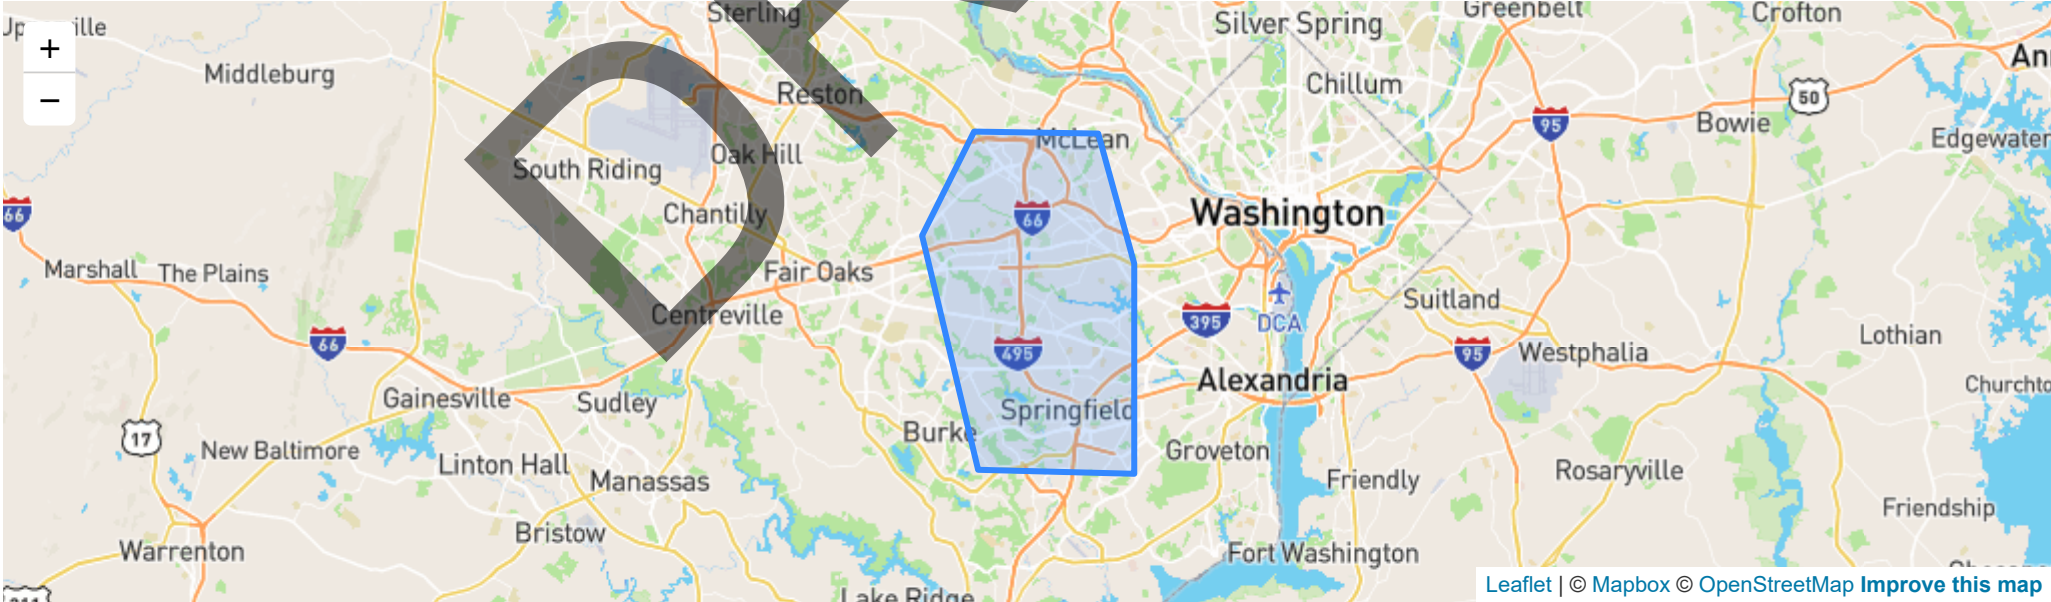 Sterling
Silver Spring
Greenbelt
Crofton
+
Middleburg
Chillum
−
Reston
50
95
Bowie
McLean
Edgewater
South Riding
Oak Hill
66
Chantilly
66
Washington
Marshall
The Plains
Fair Oaks
Suitland
Centreville
395
DCA
Lothian
66
495
95
Westphalia
Alexandria
Gainesville
Sudley
Springfield
Burke
17
New Baltimore
Groveton
Linton Hall
Manassas
Friendly
Rosaryville
Friendship
Bristow
Warrenton
Fort Washington
Lake Ridge
Leaflet | © Mapbox © OpenStreetMap Improve this map